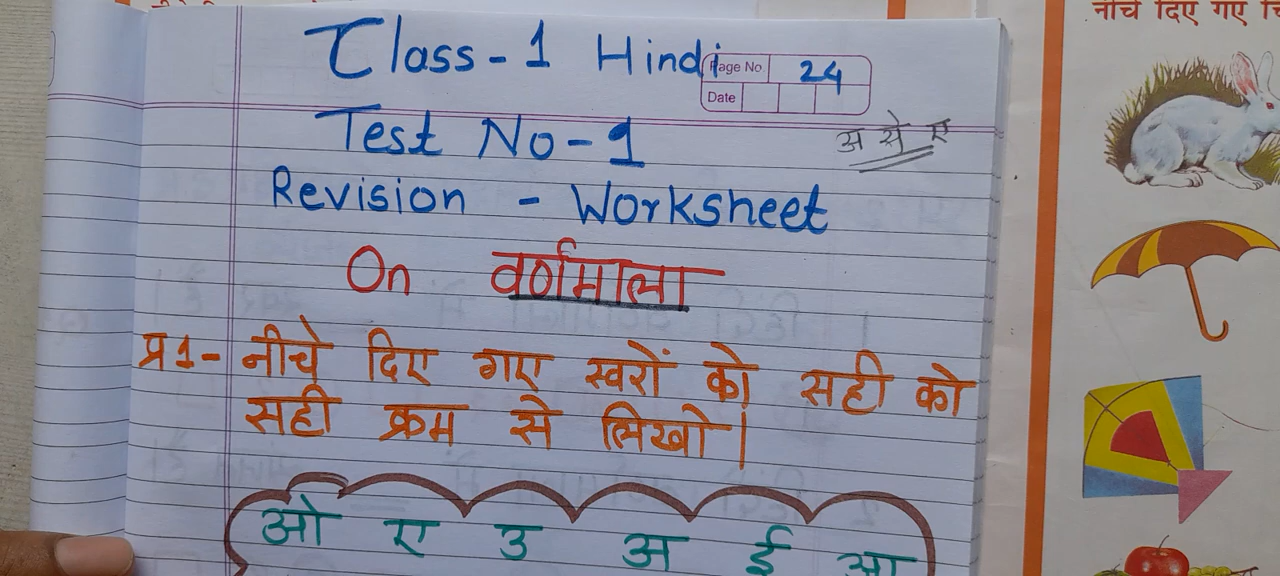 Class-1 Hindi
Page No. 24
Date
Test No-1
अ से ए
Revision - Worksheet
On वर्णमाला
प्र1- नीचे दिए गए स्वरों को सही को
सही क्रम से लिखो।
ओ ए उ अ ई आ
नीचे दिए गए